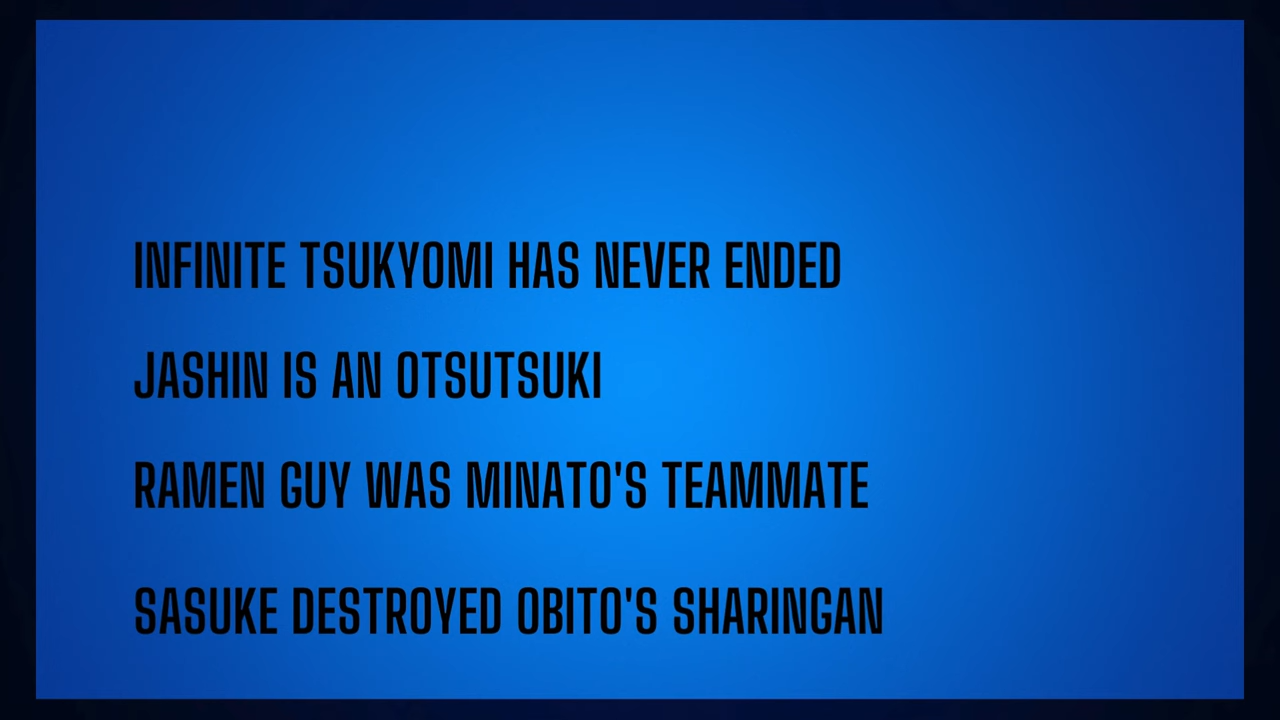 INFINITE TSUKYOMI HAS NEVER ENDED
JASHIN IS AN OTSUTSUKI
RAMEN GUY WAS MINATO'S TEAMMATE
SASUKE DESTROYED OBITO'S SHARINGAN